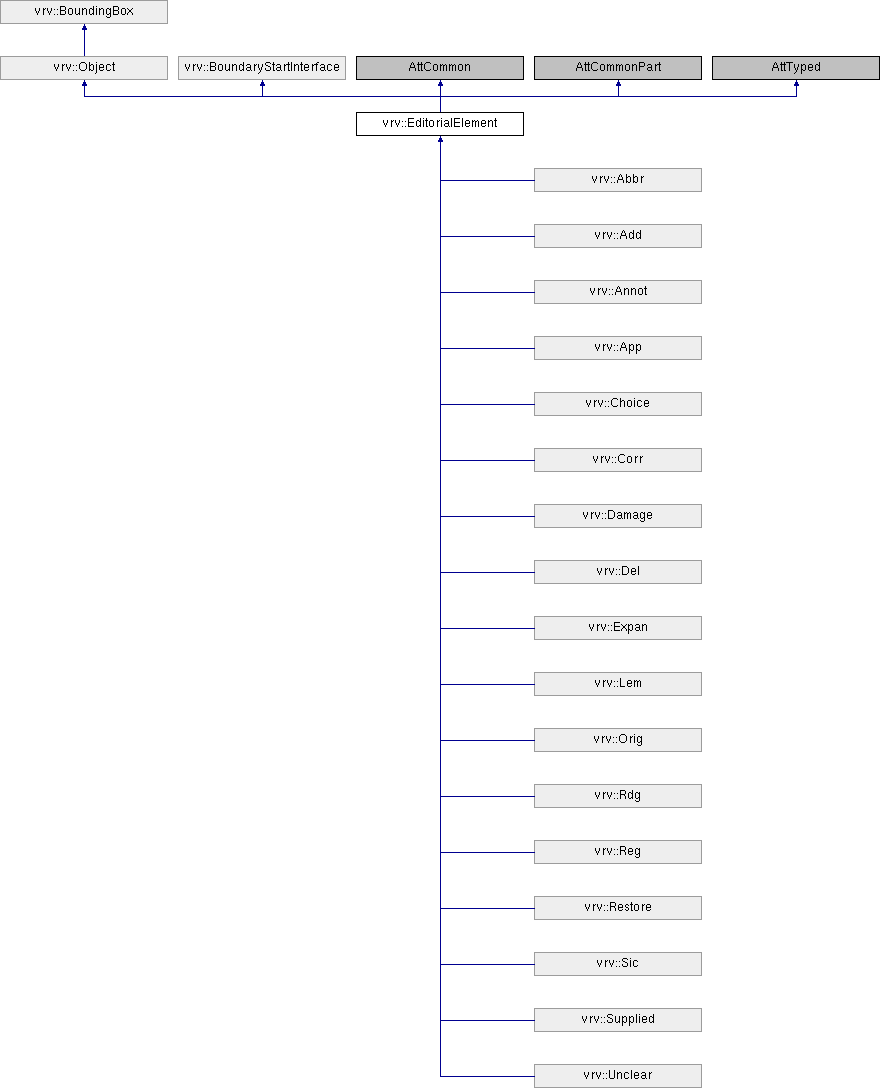 vrv::BoundingBox
vrv::Object
vrv::BoundaryStartInterface
AttCommon
AttCommonPart
AttTyped
vrv::EditorialElement
vrv::Abbr
vrv::Add
vrv::Annot
vrv::App
vrv::Choice
vrv::Corr
vrv::Damage
vrv::Del
vrv::Expan
vrv::Lem
vrv::Orig
vrv::Rdg
vrv::Reg
vrv::Restore
vrv::Sic
vrv::Supplied
vrv::Unclear